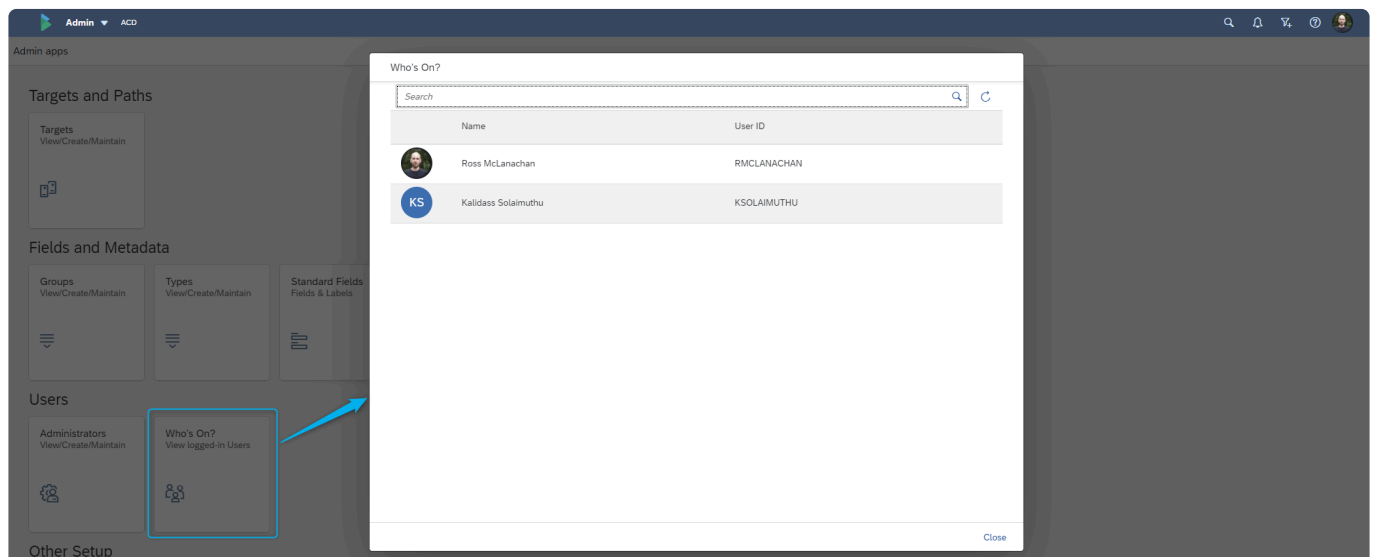 Admin ACD
Admin apps
Targets and Paths
Targets
View/Create/Maintain
Fields and Metadata
Groups
View/Create/Maintain
Types
View/Create/Maintain
Standard Fields
Fields & Labels
Users
Administrators
View/Create/Maintain
Who's On?
View logged-in Users
Other Setup
Who's On?
Search
Name User ID
Ross McLanachan RMCLANACHAN
KS Kalidass Solaimuthu KSOLAIMUTHU
Close